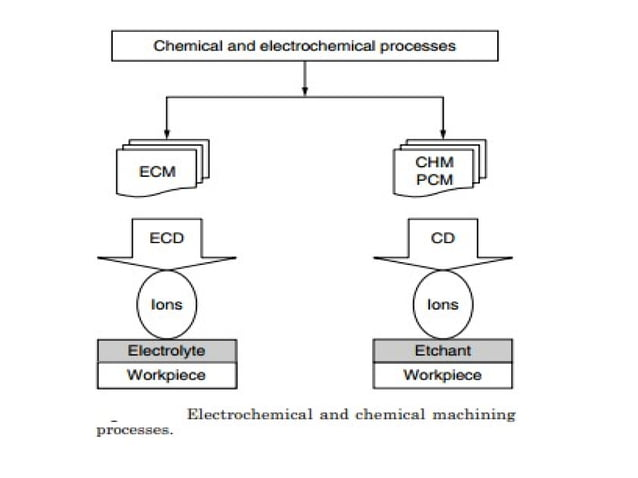 Chemical and electrochemical processes
ECM
CHM
PCM
ECD
CD
Ions
Ions
Electrolyte
Etchant
Workpiece
Workpiece
Electrochemical and chemical machining
processes.